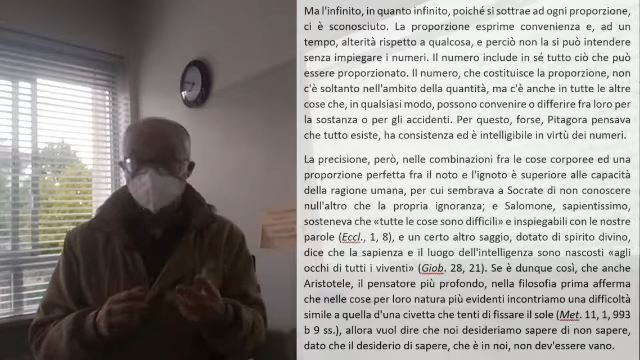 Ma l'infinito, in quanto infinito, poiché si sottrae ad ogni proporzione,
ci è sconosciuto. La proporzione esprime convenienza e, ad un
tempo, alterità rispetto a qualcosa, e perciò non la si può intendere
senza impiegare i numeri. Il numero include in sé tutto ciò che può
essere proporzionato. Il numero, che costituisce la proporzione, non
c'è soltanto nell'ambito della quantità, ma c'è anche in tutte le altre
cose che, in qualsiasi modo, possono convenire o differire fra loro per
la sostanza o per gli accidenti. Per questo, forse, Pitagora pensava
che tutto esiste, ha consistenza ed è intelligibile in virtù dei numeri.
La precisione, però, nelle combinazioni fra le cose corporee ed una
proporzione perfetta fra il noto e l'ignoto è superiore alle capacità
della ragione umana, per cui sembrava a Socrate di non conoscere
null'altro che la propria ignoranza; e Salomone, sapientissimo,
sosteneva che «tutte le cose sono difficili» e inspiegabili con le nostre
parole (Eccl., 1, 8), e un certo altro saggio, dotato di spirito divino,
dice che la sapienza e il luogo dell'intelligenza sono nascosti «agli
occhi di tutti i viventi» (Giob. 28, 21). Se è dunque così, che anche
Aristotele, il pensatore più profondo, nella filosofia prima afferma
che nelle cose per loro natura più evidenti incontriamo una difficoltà
simile a quella d'una civetta che tenti di fissare il sole (Met. 11, 1, 993
b 9 ss.), allora vuol dire che noi desideriamo sapere di non sapere,
dato che il desiderio di sapere, che è in noi, non dev'essere vano.